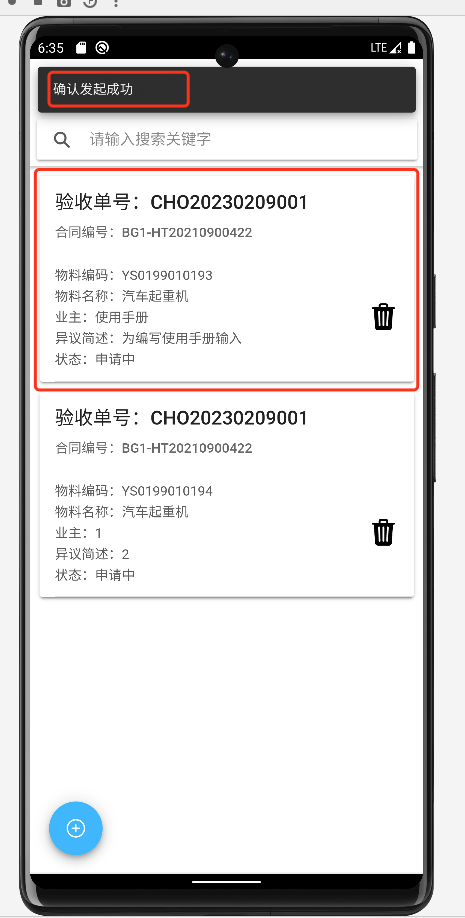 6:35
LTE
确认发起成功
请输入搜索关键字
验收单号：CHO20230209001
合同编号：BG1-HT20210900422
物料编码：YS0199010193
物料名称：汽车起重机
业主：使用手册
异议简述：为编写使用手册输入
状态：申请中
验收单号：CHO20230209001
合同编号：BG1-HT20210900422
物料编码：YS0199010194
物料名称：汽车起重机
业主：1
异议简述：2
状态：申请中